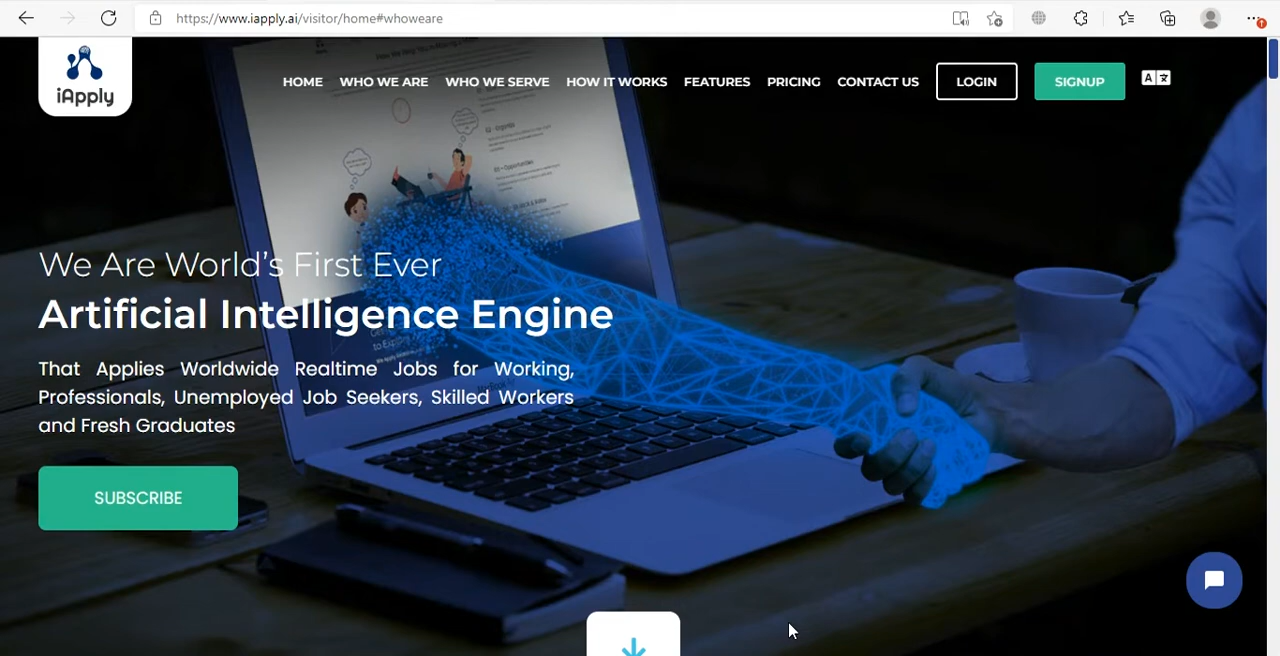 https://www.iapply.ai/visitor/home#whoweare
iApply
HOME WHO WE ARE WHO WE SERVE HOW IT WORKS FEATURES PRICING CONTACT US LOGIN SIGNUP
We Are World’s First Ever
Artificial Intelligence Engine
That Applies Worldwide Realtime Jobs for Working,
Professionals, Unemployed Job Seekers, Skilled Workers
and Fresh Graduates
SUBSCRIBE